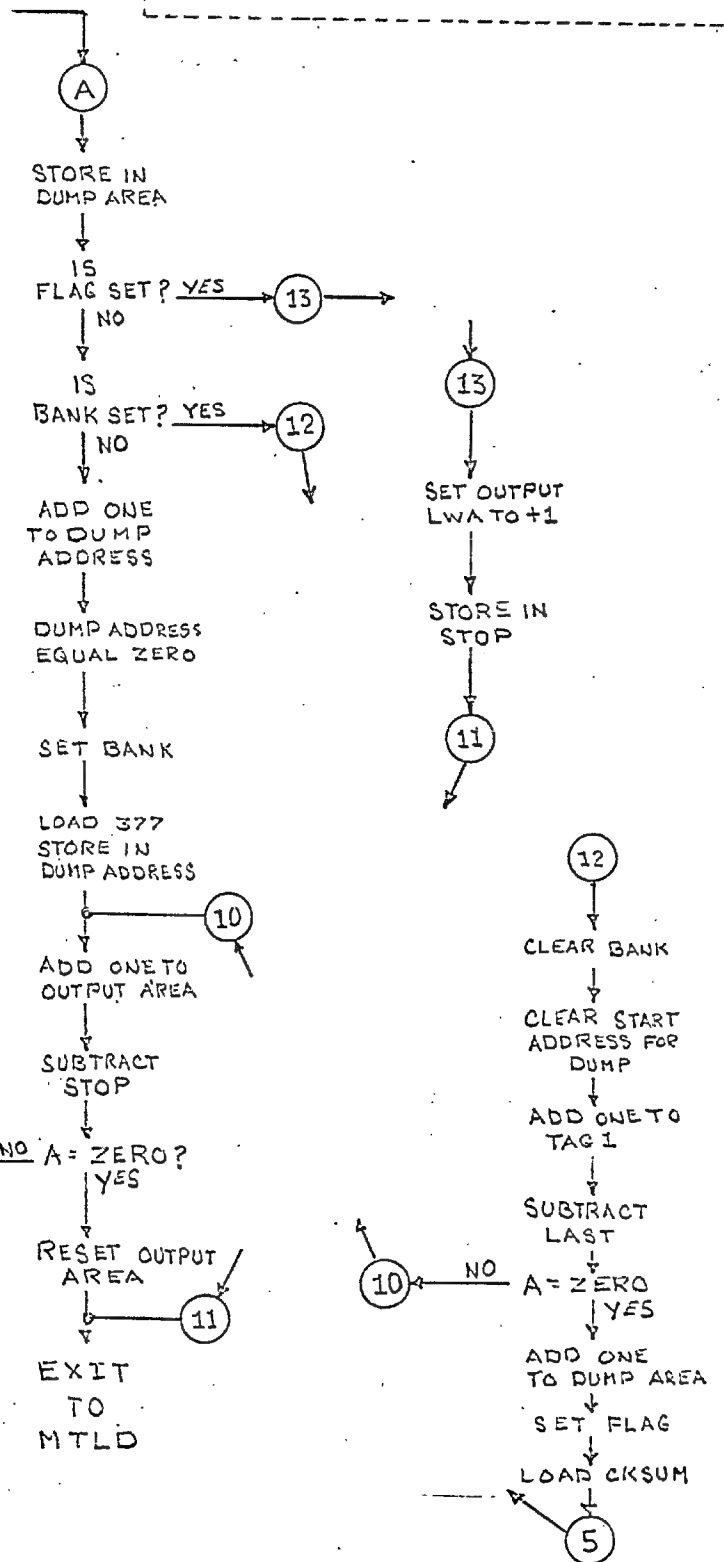 A
STORE IN
DUMP AREA
IS
FLAG SET? YES
13
NO
IS
BANK SET? YES
12
NO
ADD ONE
TO DUMP
ADDRESS
DUMP ADDRESS
EQUAL ZERO
SET BANK
LOAD 377
STORE IN
DUMP ADDRESS
10
ADD ONE TO
OUTPUT AREA
SUBTRACT
STOP
NO A = ZERO?
YES
RESET OUTPUT
AREA
11
EXIT
TO
MTLD
13
SET OUTPUT
LWA TO +1
STORE IN
STOP
11
12
CLEAR BANK
CLEAR START
ADDRESS FOR
DUMP
ADD ONE TO
TAG 1
SUBTRACT
LAST
10 NO A = ZERO
YES
ADD ONE
TO DUMP AREA
SET FLAG
LOAD CKSUM
5